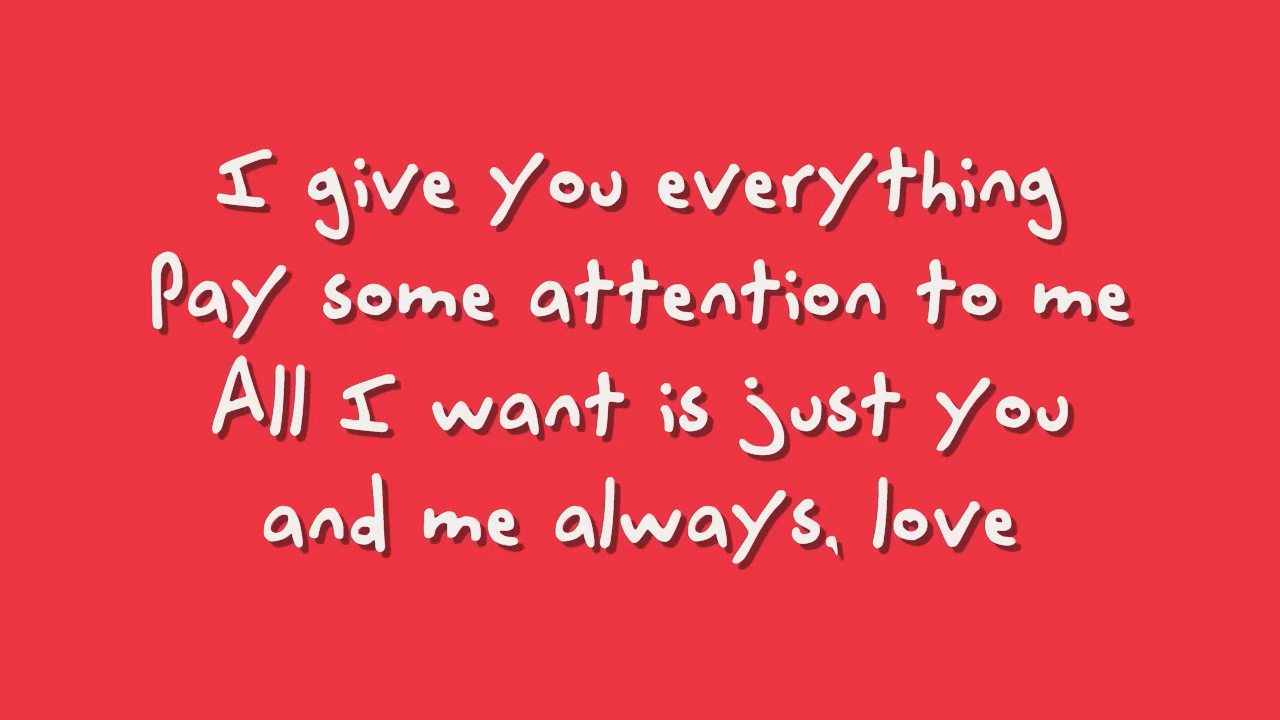 I give you everything
Pay some attention to me
All I want is just you
and me always, love